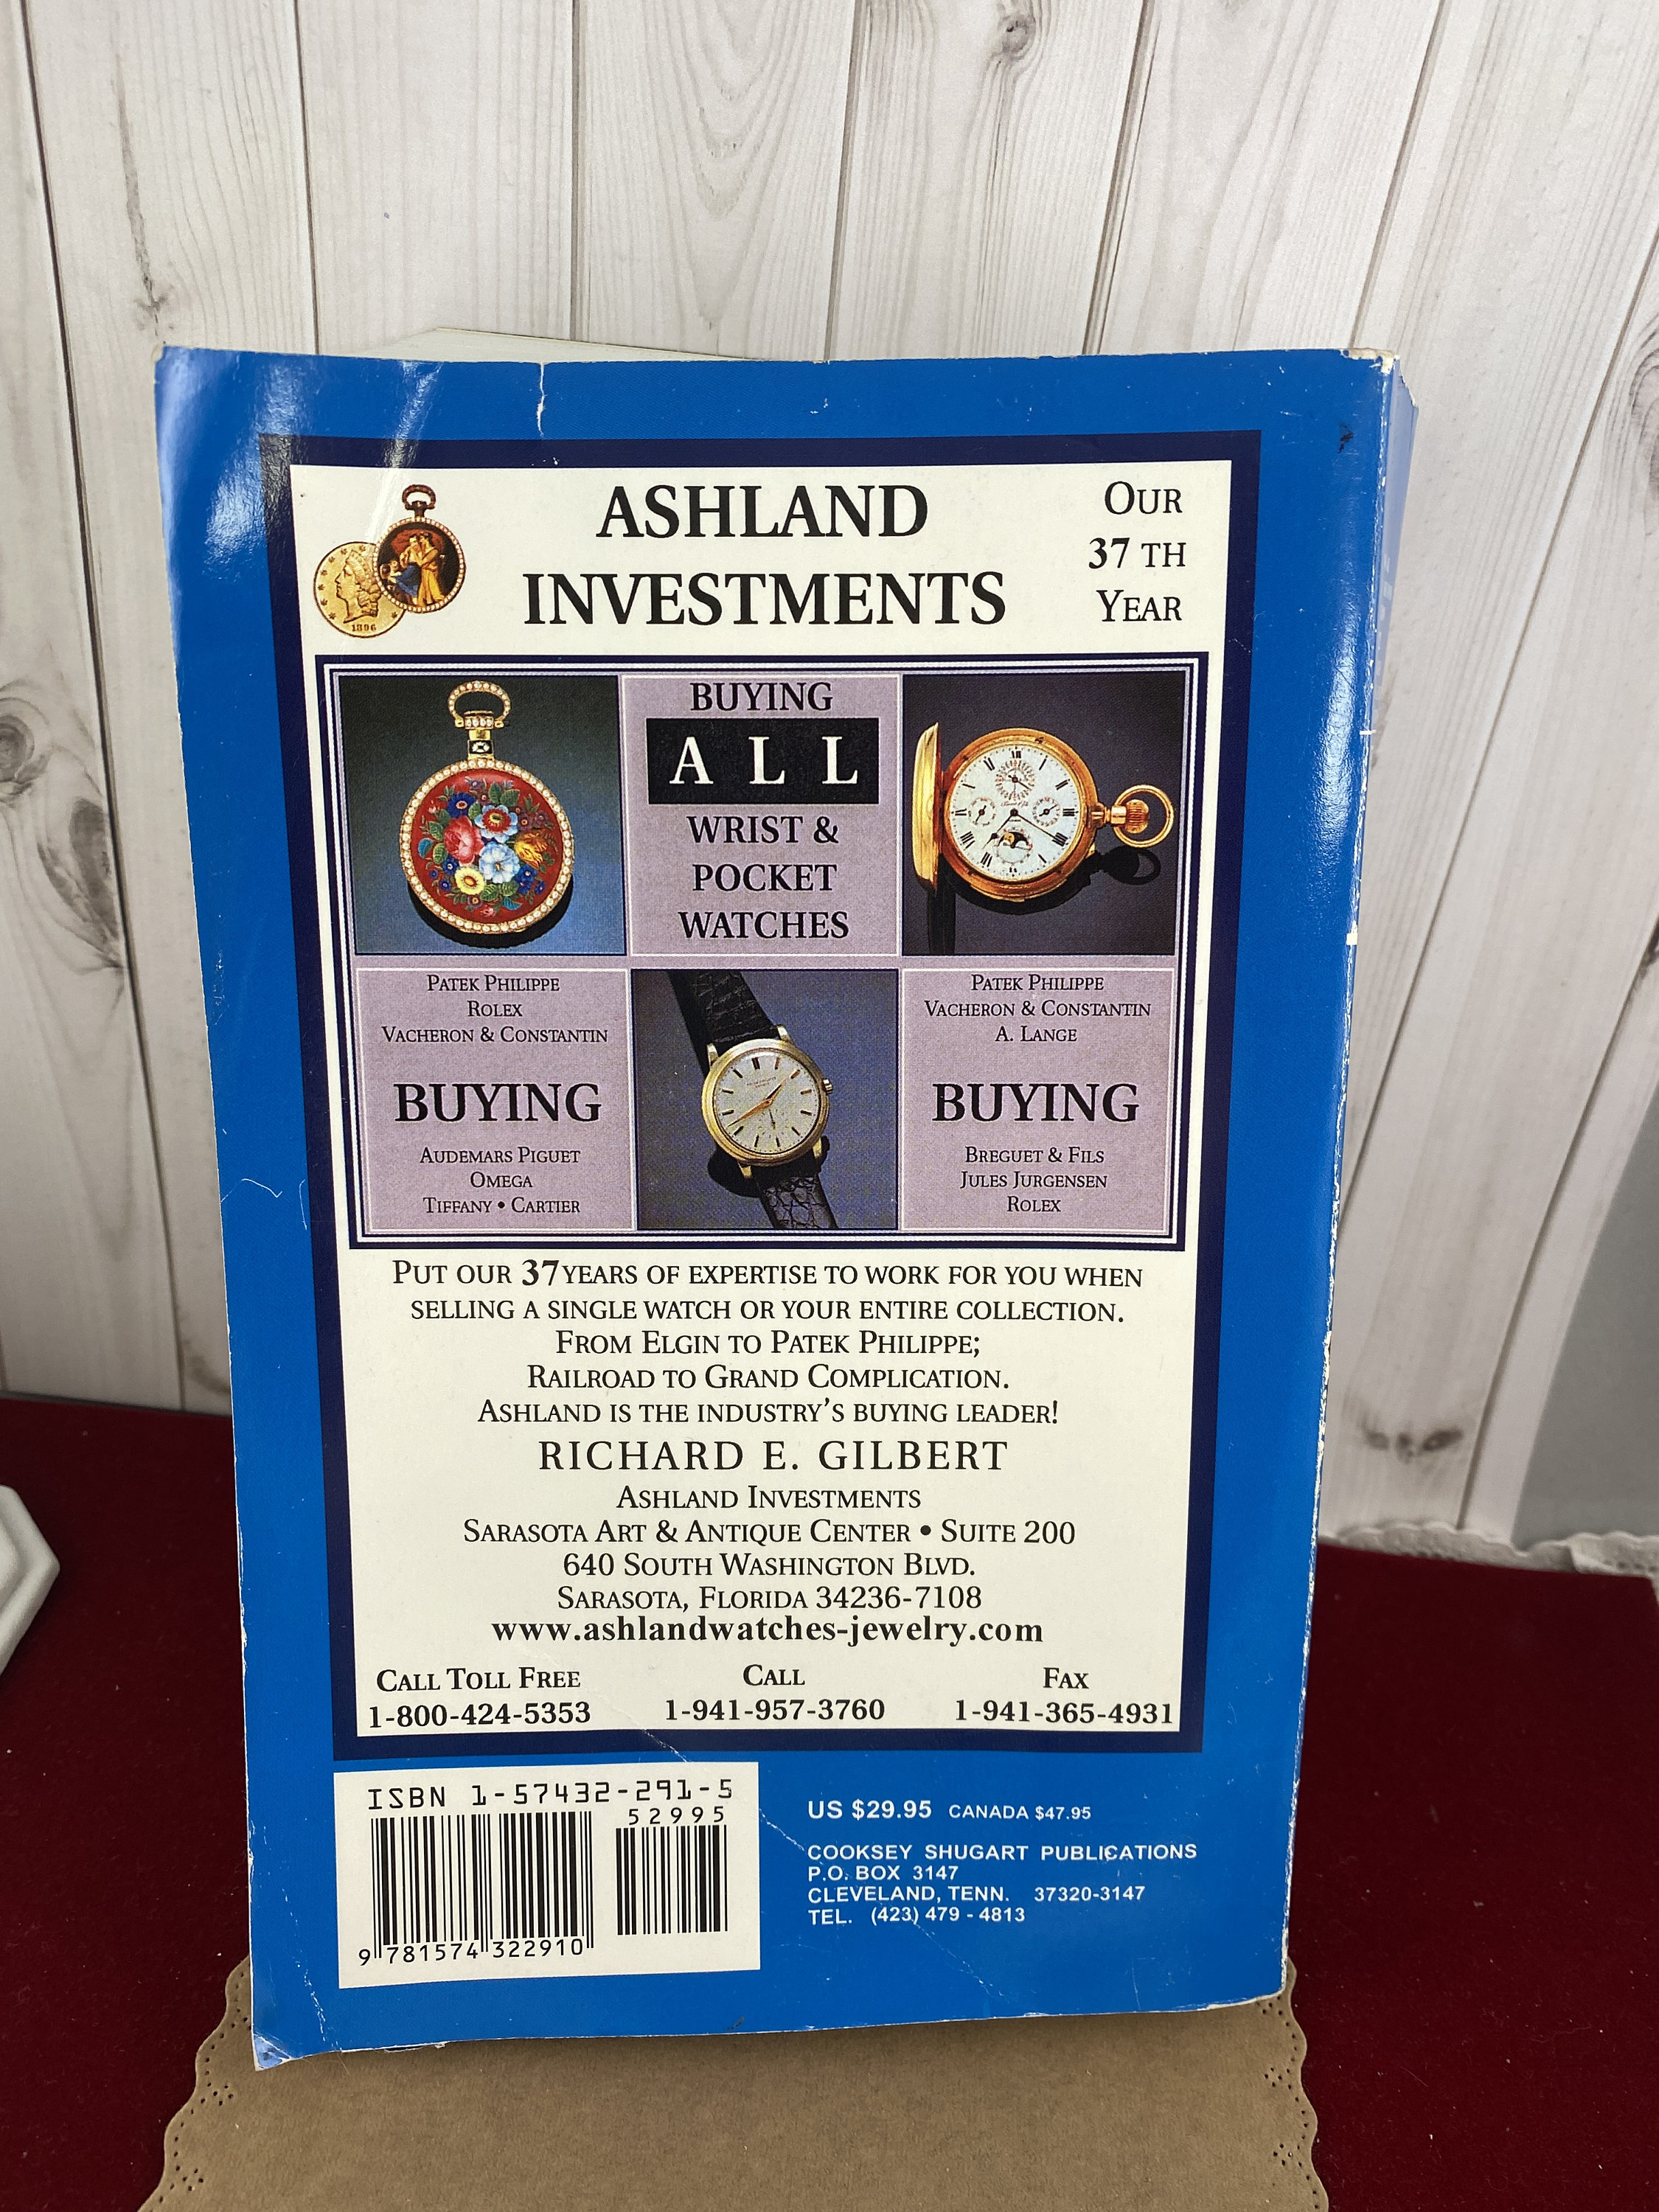 ASHLAND
INVESTMENTS
OUR
37 TH
YEAR
1896
BUYING
ALL
WRIST &
POCKET
WATCHES
PATEK PHILIPPE
ROLEX
VACHERON & CONSTANTIN
BUYING
AUDEMARS PIGUET
OMEGA
TIFFANY • CARTIER
PATEK PHILIPPE
VACHERON & CONSTANTIN
A. LANGE
BUYING
BREGUET & FILS
JULES JURGENSEN
ROLEX
PUT OUR 37 YEARS OF EXPERTISE TO WORK FOR YOU WHEN
SELLING A SINGLE WATCH OR YOUR ENTIRE COLLECTION.
FROM ELGIN TO PATEK PHILIPPE;
RAILROAD TO GRAND COMPLICATION.
ASHLAND IS THE INDUSTRY'S BUYING LEADER!
RICHARD E. GILBERT
ASHLAND INVESTMENTS
SARASOTA ART & ANTIQUE CENTER • SUITE 200
640 SOUTH WASHINGTON BLVD.
SARASOTA, FLORIDA 34236-7108
www.ashlandwatches-jewelry.com
CALL TOLL FREE
1-800-424-5353
CALL
1-941-957-3760
FAX
1-941-365-4931
ISBN 1-57432-291-5
52995
9 781574 322910
US $29.95 CANADA $47.95
COOKSEY SHUGART PUBLICATIONS
P.O. BOX 3147
CLEVELAND, TENN. 37320-3147
TEL. (423) 479 - 4813